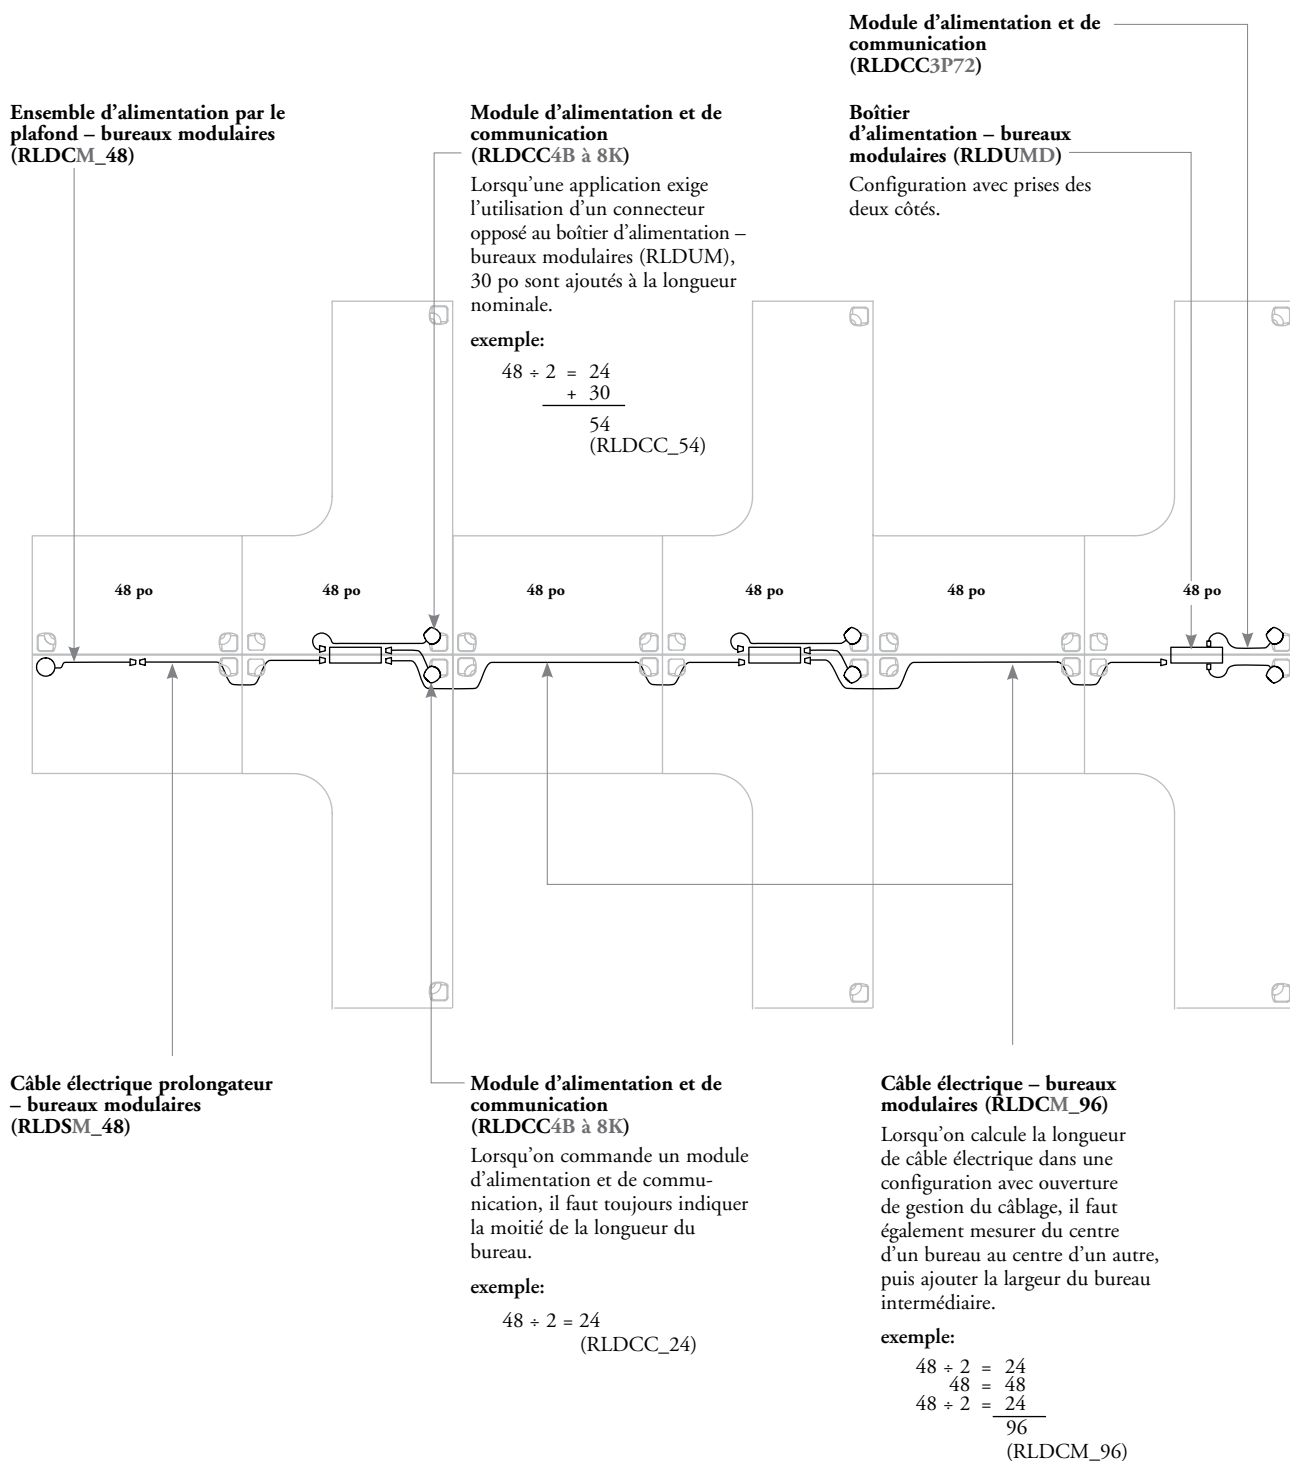 Module d'alimentation et de
communication
(RLDCC3P72)
Ensemble d'alimentation par le
plafond – bureaux modulaires
(RLDCM_48)
Module d'alimentation et de
communication
(RLDCC4B à 8K)
Lorsqu'une application exige
l'utilisation d'un connecteur
opposé au boîtier d'alimentation –
bureaux modulaires (RLDUM),
30 po sont ajoutés à la longueur
nominale.
exemple:
48 ÷ 2 = 24
+ 30
54
(RLDCC_54)
Boîtier
d'alimentation – bureaux
modulaires (RLDUMD)
Configuration avec prises des
deux côtés.
48 po
48 po
48 po
48 po
48 po
48 po
Câble électrique prolongateur
– bureaux modulaires
(RLDSM_48)
Module d'alimentation et de
communication
(RLDCC4B à 8K)
Lorsqu'on commande un module
d'alimentation et de commu-
nication, il faut toujours indiquer
la moitié de la longueur du
bureau.
exemple:
48 ÷ 2 = 24
(RLDCC_24)
Câble électrique – bureaux
modulaires (RLDCM_96)
Lorsqu'on calcule la longueur
de câble électrique dans une
configuration avec ouverture
de gestion du câblage, il faut
également mesurer du centre
d'un bureau au centre d'un autre,
puis ajouter la largeur du bureau
intermédiaire.
exemple:
48 ÷ 2 = 24
48 = 48
48 ÷ 2 = 24
96
(RLDCM_96)